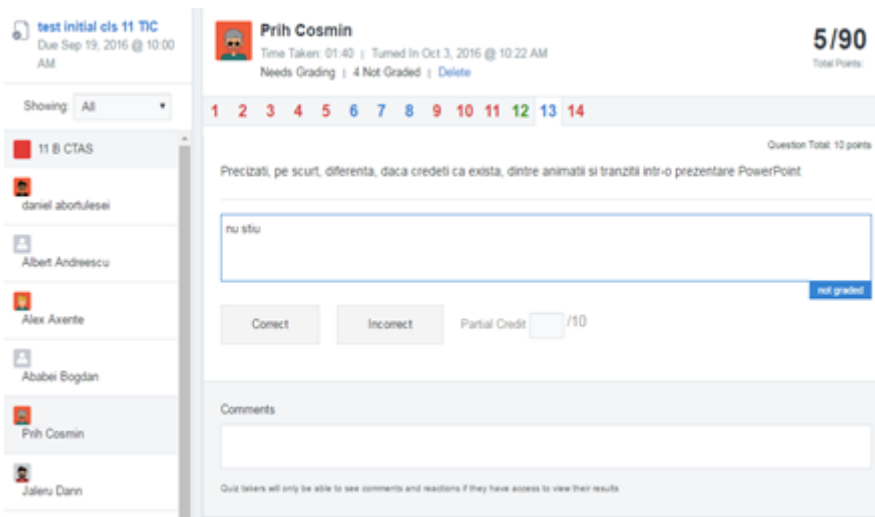 test initial cls 11 TIC
Due Sep 19, 2016 @ 10:00
AM
Showing: All
11 B CTAS
daniel abortulesei
Albert Andreescu
Alex Axente
Ababei Bogdan
Prih Cosmin
Jaleru Dann
Prih Cosmin
Time Taken: 01:40 | Turned In Oct 3, 2016 @ 10:22 AM
Needs Grading | 4 Not Graded | Delete
5/90
Total Points:
1 2 3 4 5 6 7 8 9 10 11 12 13 14
Question Total: 10 points
Precizati, pe scurt, diferenta, daca credeti ca exista, dintre animatii si tranzitii intr-o prezentare PowerPoint
nu stiu
not graded
Correct Incorrect Partial Credit /10
Comments
Quiz takers will only be able to see comments and reactions if they have access to view their results